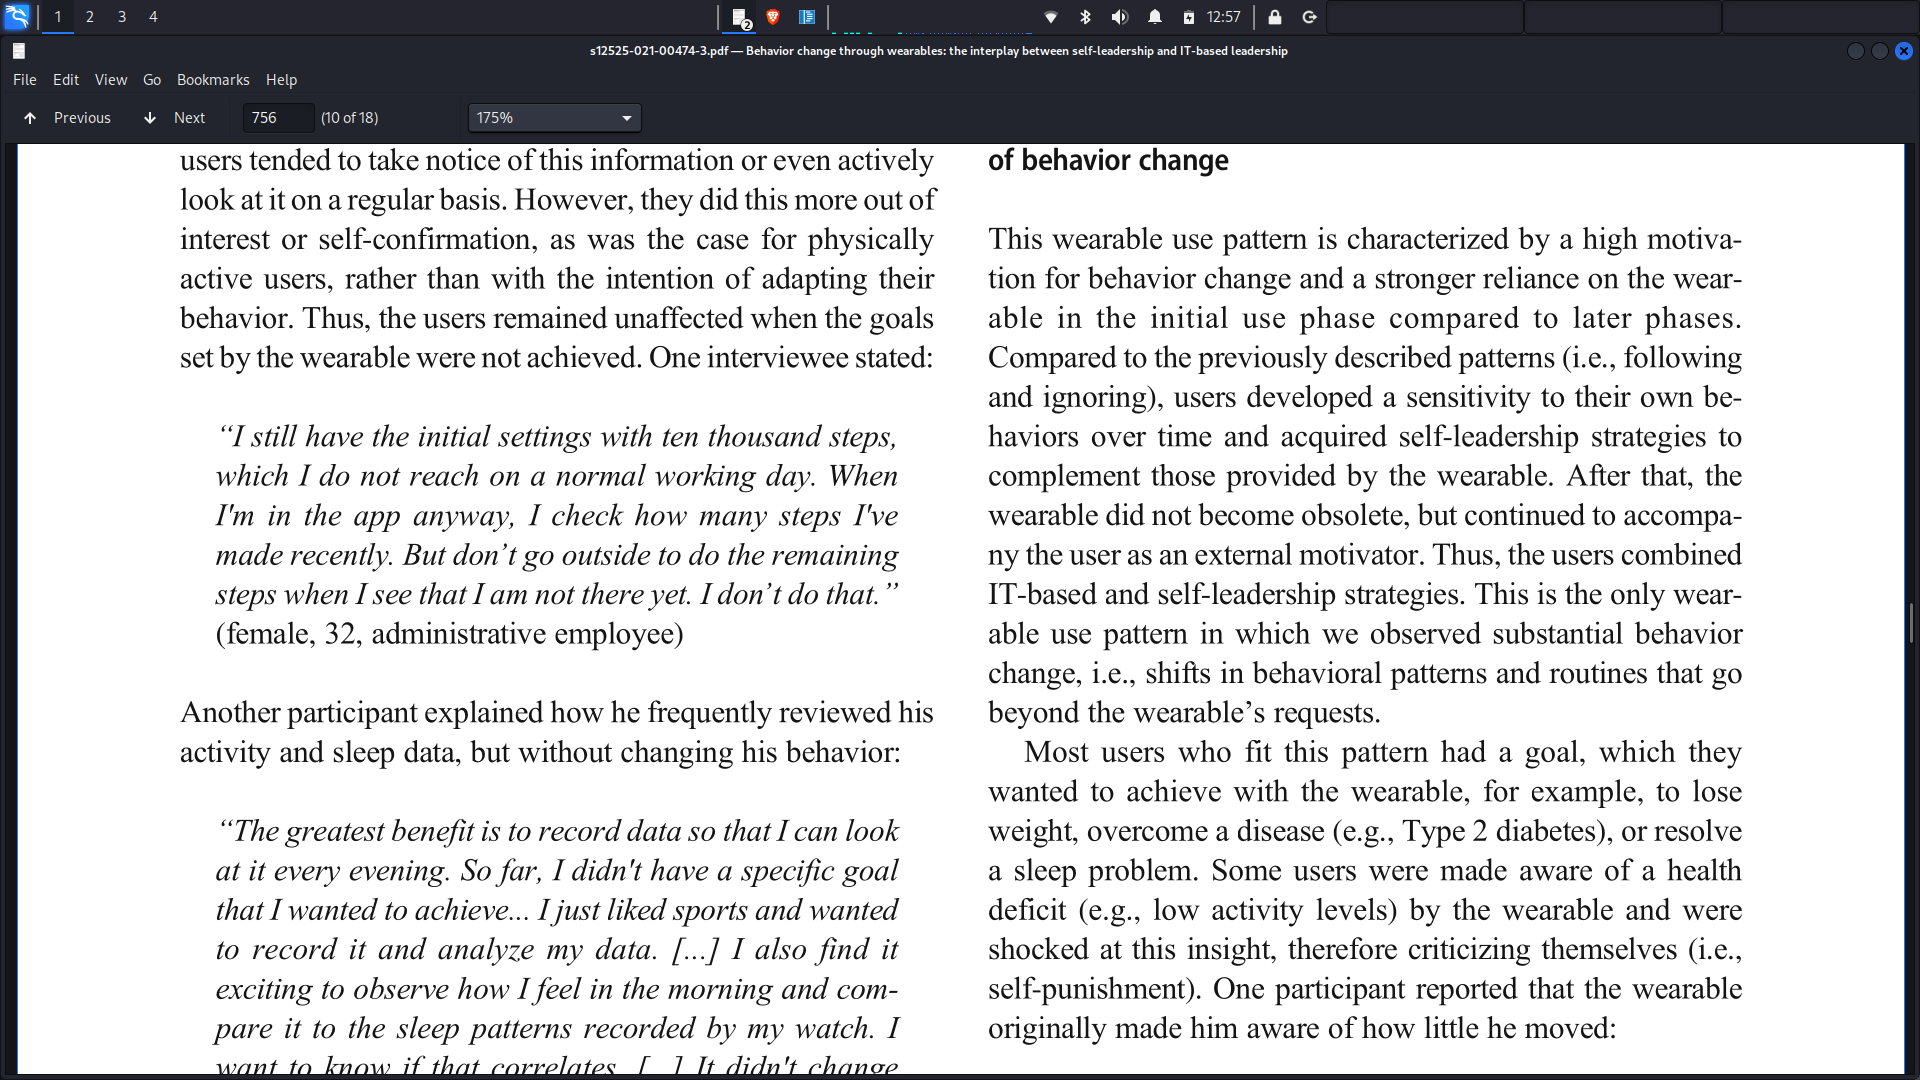 1 2 3 4
2
12:57
s12525-021-00474-3.pdf — Behavior change through wearables: the interplay between self-leadership and IT-based leadership
File Edit View Go Bookmarks Help
Previous Next 756 (10 of 18) 175%
users tended to take notice of this information or even actively
look at it on a regular basis. However, they did this more out of
interest or self-confirmation, as was the case for physically
active users, rather than with the intention of adapting their
behavior. Thus, the users remained unaffected when the goals
set by the wearable were not achieved. One interviewee stated:
“I still have the initial settings with ten thousand steps,
which I do not reach on a normal working day. When
I'm in the app anyway, I check how many steps I've
made recently. But don’t go outside to do the remaining
steps when I see that I am not there yet. I don’t do that.”
(female, 32, administrative employee)
Another participant explained how he frequently reviewed his
activity and sleep data, but without changing his behavior:
“The greatest benefit is to record data so that I can look
at it every evening. So far, I didn't have a specific goal
that I wanted to achieve... I just liked sports and wanted
to record it and analyze my data. [...] I also find it
exciting to observe how I feel in the morning and com-
pare it to the sleep patterns recorded by my watch. I
want to know if that correlates. [...] It didn't change
of behavior change
This wearable use pattern is characterized by a high motiva-
tion for behavior change and a stronger reliance on the wear-
able in the initial use phase compared to later phases.
Compared to the previously described patterns (i.e., following
and ignoring), users developed a sensitivity to their own be-
haviors over time and acquired self-leadership strategies to
complement those provided by the wearable. After that, the
wearable did not become obsolete, but continued to accompa-
ny the user as an external motivator. Thus, the users combined
IT-based and self-leadership strategies. This is the only wear-
able use pattern in which we observed substantial behavior
change, i.e., shifts in behavioral patterns and routines that go
beyond the wearable’s requests.
Most users who fit this pattern had a goal, which they
wanted to achieve with the wearable, for example, to lose
weight, overcome a disease (e.g., Type 2 diabetes), or resolve
a sleep problem. Some users were made aware of a health
deficit (e.g., low activity levels) by the wearable and were
shocked at this insight, therefore criticizing themselves (i.e.,
self-punishment). One participant reported that the wearable
originally made him aware of how little he moved: